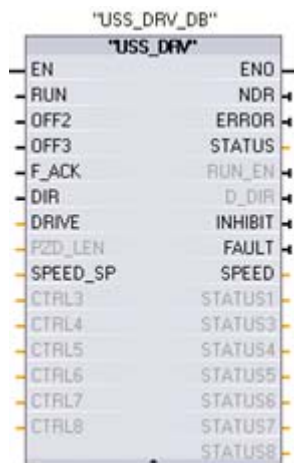 "USS_DRV_DB"
"USS_DRV"
EN ENO
RUN NDR
OFF2 ERROR
OFF3 STATUS
F_ACK RUN_EN
DIR D_DIR
DRIVE INHIBIT
PZD_LEN FAULT
SPEED_SP SPEED
CTRL3 STATUS1
CTRL4 STATUS3
CTRL5 STATUS4
CTRL6 STATUS5
CTRL7 STATUS6
CTRL8 STATUS7
STATUS8